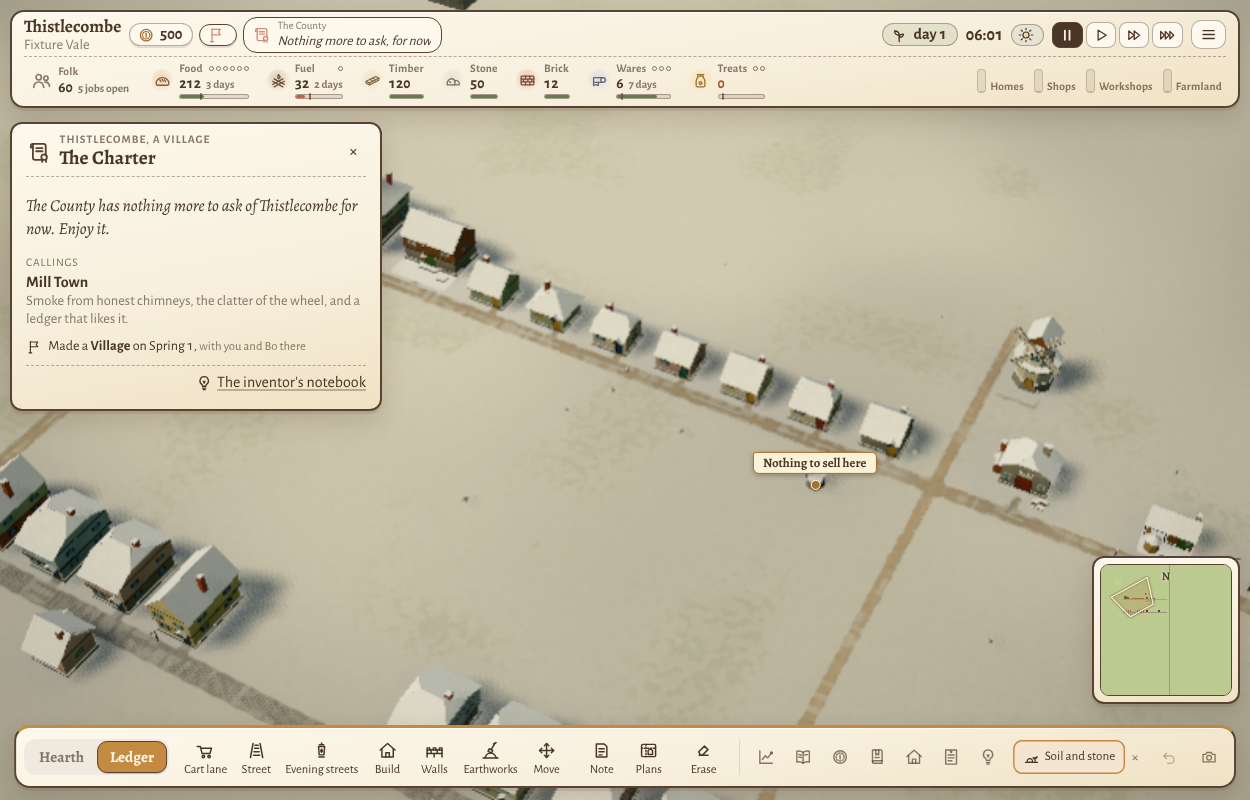 Thistlecombe
Fixture Vale
500
The County
Nothing more to ask, for now
day 1
06:01
Folk
60 5 jobs open
Food
212 3 days
Fuel
32 2 days
Timber
120
Stone
50
Brick
12
Wares
6 7 days
Treats
0
Homes
Shops
Workshops
Farmland
THISTLECOMBE, A VILLAGE
The Charter
×
The County has nothing more to ask of Thistlecombe for
now. Enjoy it.
CALLINGS
Mill Town
Smoke from honest chimneys, the clatter of the wheel, and a
ledger that likes it.
Made a Village on Spring 1, with you and Bo there
The inventor's notebook
Nothing to sell here
N
Hearth
Ledger
Cart lane
Street
Evening streets
Build
Walls
Earthworks
Move
Note
Plans
Erase
Soil and stone
×